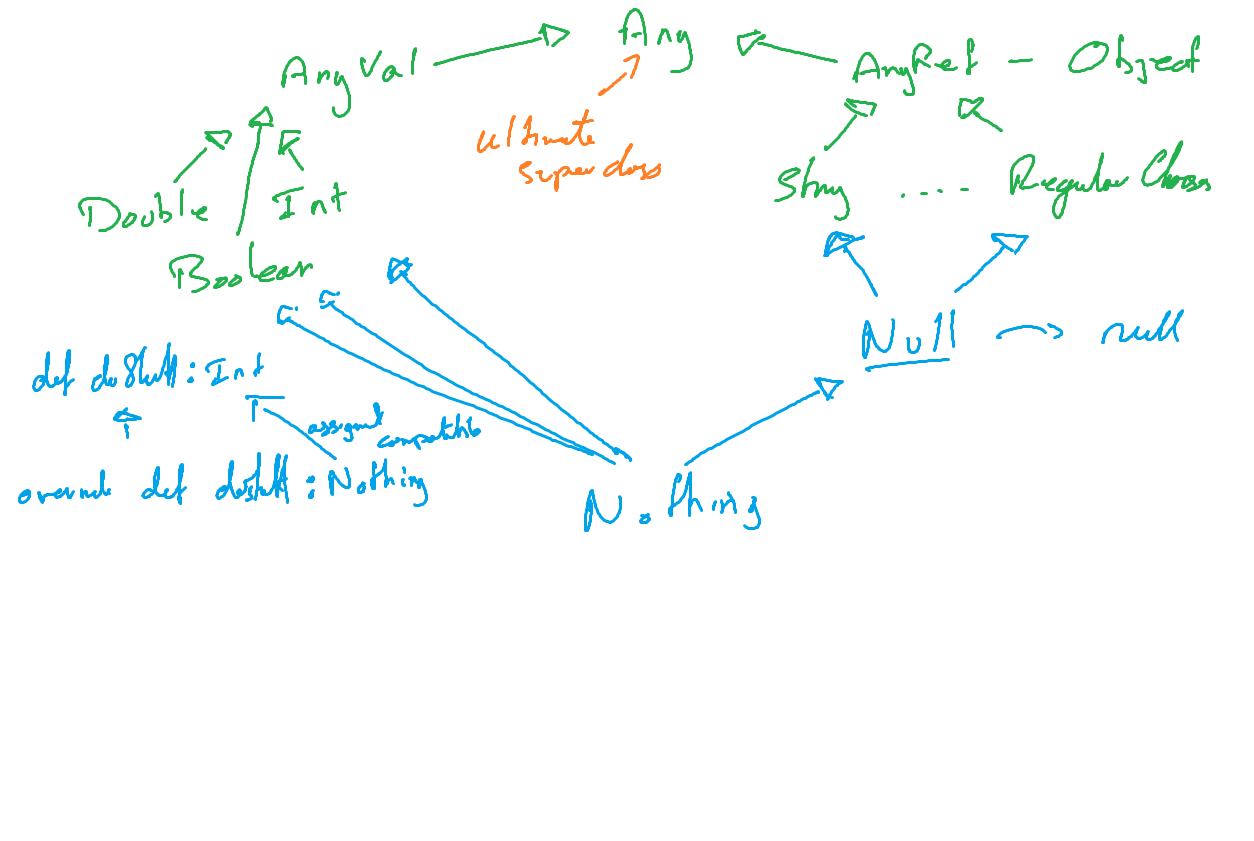 Any
AnyVal
AnyRef - Object
ultimate
superclass
Double
Int
Boolean
String .... Regular Classes
Null → null
def doStuff : Int
assignment
compatible
override def doStuff : Nothing
Nothing